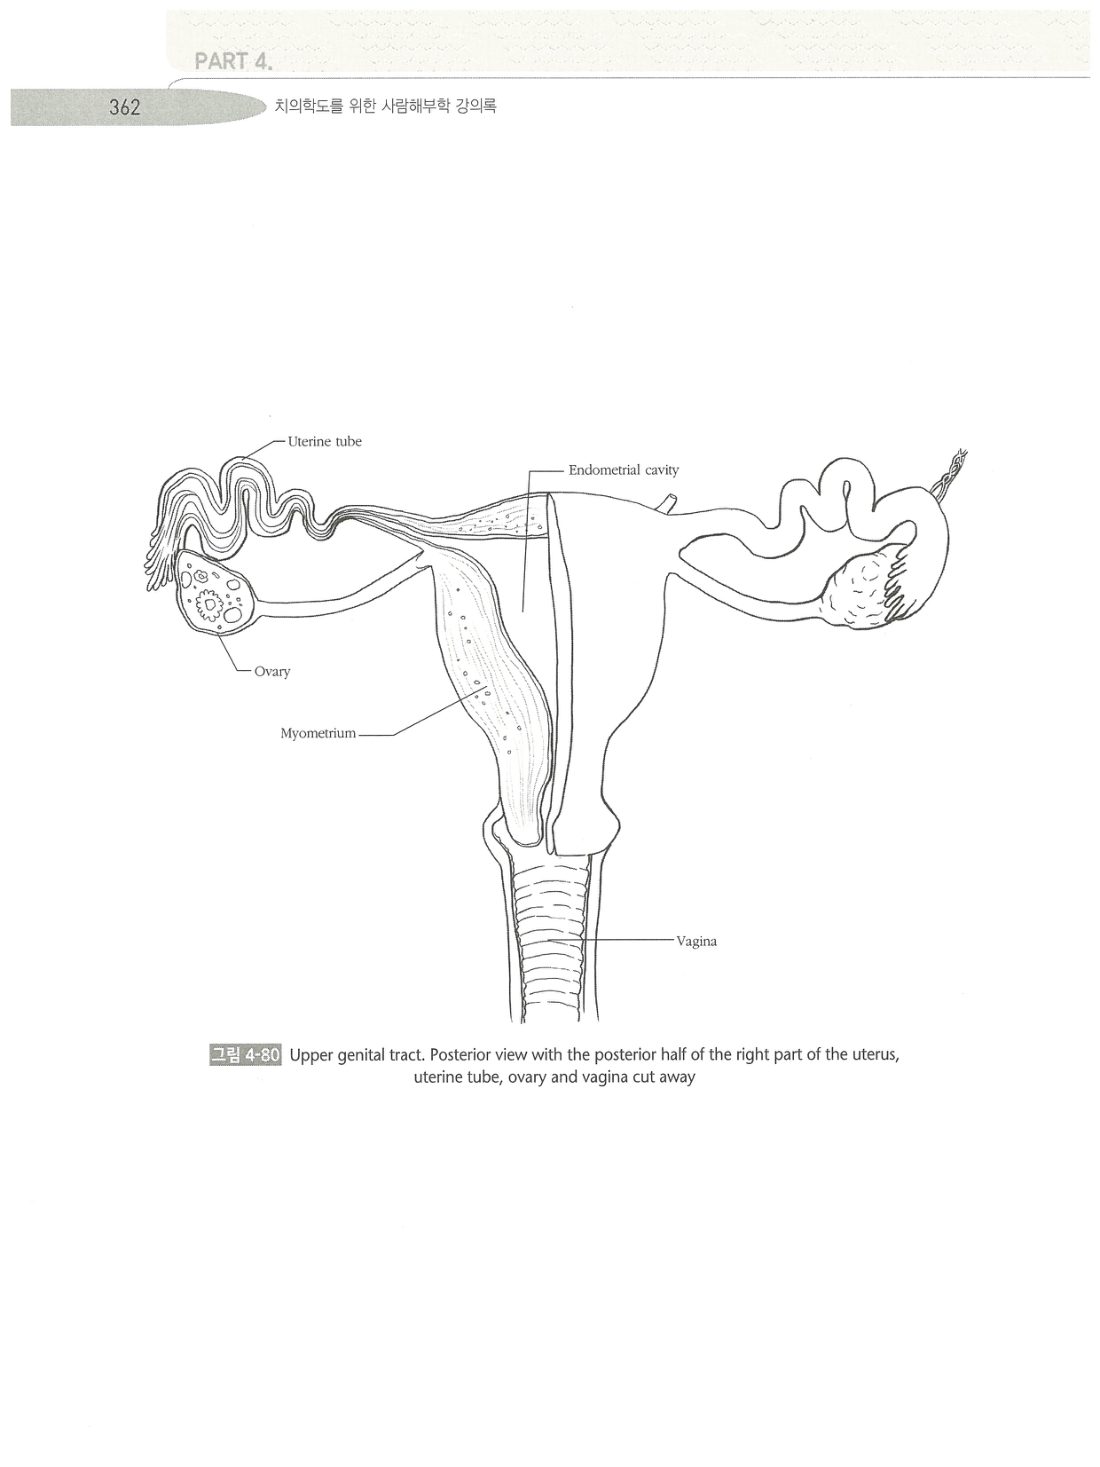 PART 4.
362
치의학도를 위한 사람해부학 강의록
Uterine tube
Endometrial cavity
Ovary
Myometrium
Vagina
그림 4-80 Upper genital tract. Posterior view with the posterior half of the right part of the uterus,
uterine tube, ovary and vagina cut away